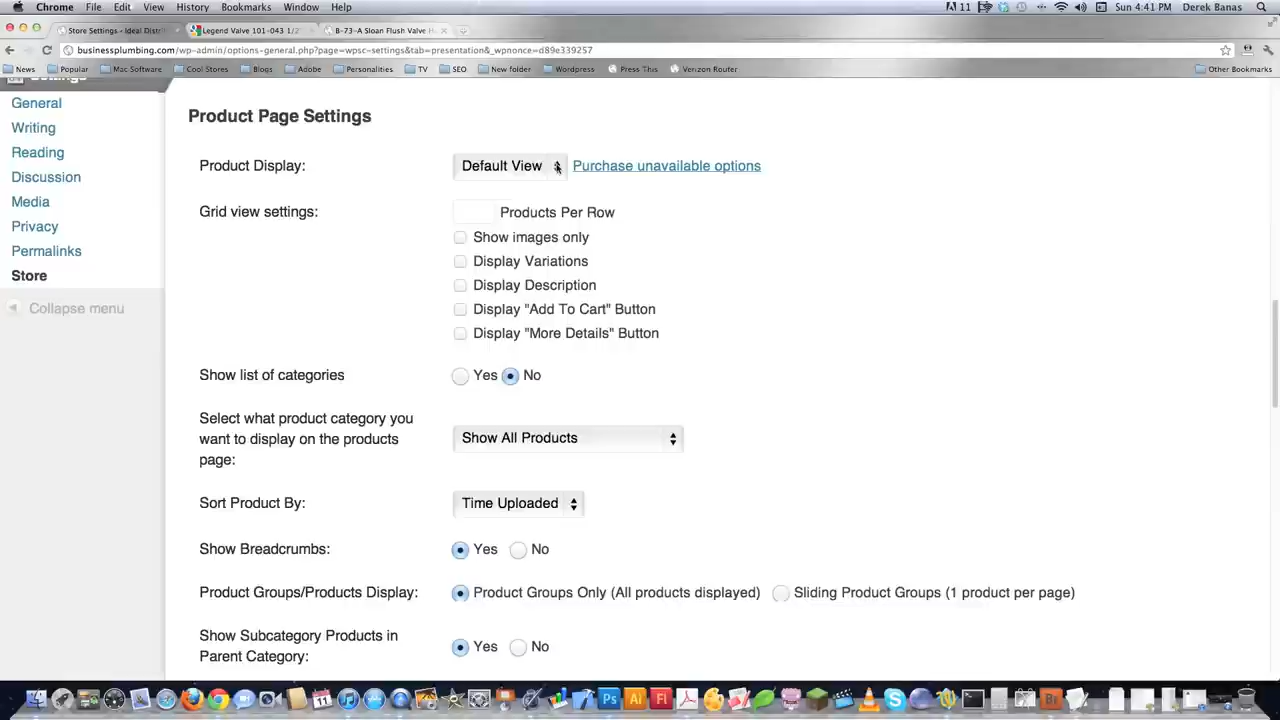 Chrome File Edit View History Bookmarks Window Help 11 Sun 4:41 PM Derek Banas
Store Settings ‹ Ideal Distri Legend Valve 101-043 1/2" B-73-A Sloan Flush Valve H
businessplumbing.com/wp-admin/options-general.php?page=wpsc-settings&tab=presentation&_wpnonce=d89e339257
News Popular Mac Software Cool Stores Blogs Adobe Personalities TV SEO New folder Wordpress Press This Verizon Router Other Bookmarks
Settings
General
Writing
Reading
Discussion
Media
Privacy
Permalinks
Store
Collapse menu
Product Page Settings
Product Display: Default View Purchase unavailable options
Grid view settings: Products Per Row
Show images only
Display Variations
Display Description
Display "Add To Cart" Button
Display "More Details" Button
Show list of categories Yes No
Select what product category you
want to display on the products
page:
Show All Products
Sort Product By: Time Uploaded
Show Breadcrumbs: Yes No
Product Groups/Products Display: Product Groups Only (All products displayed) Sliding Product Groups (1 product per page)
Show Subcategory Products in
Parent Category:
Yes No